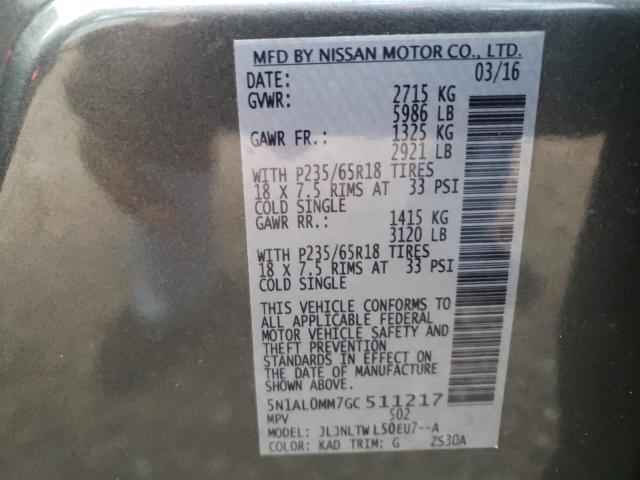 MFD BY NISSAN MOTOR CO., LTD.
DATE: 03/16
GVWR: 2715 KG
5986 LB
GAWR FR.: 1325 KG
2921 LB
WITH P235/65R18 TIRES
18 X 7.5 RIMS AT 33 PSI
COLD SINGLE
GAWR RR.: 1415 KG
3120 LB
WITH P235/65R18 TIRES
18 X 7.5 RIMS AT 33 PSI
COLD SINGLE
THIS VEHICLE CONFORMS TO
ALL APPLICABLE FEDERAL
MOTOR VEHICLE SAFETY AND
THEFT PREVENTION
STANDARDS IN EFFECT ON
THE DATE OF MANUFACTURE
SHOWN ABOVE.
5N1AL0MM7GC511217
MPV 502
MODEL: JLJNLTWL50EU7--A
COLOR: KAD TRIM: G ZS30A